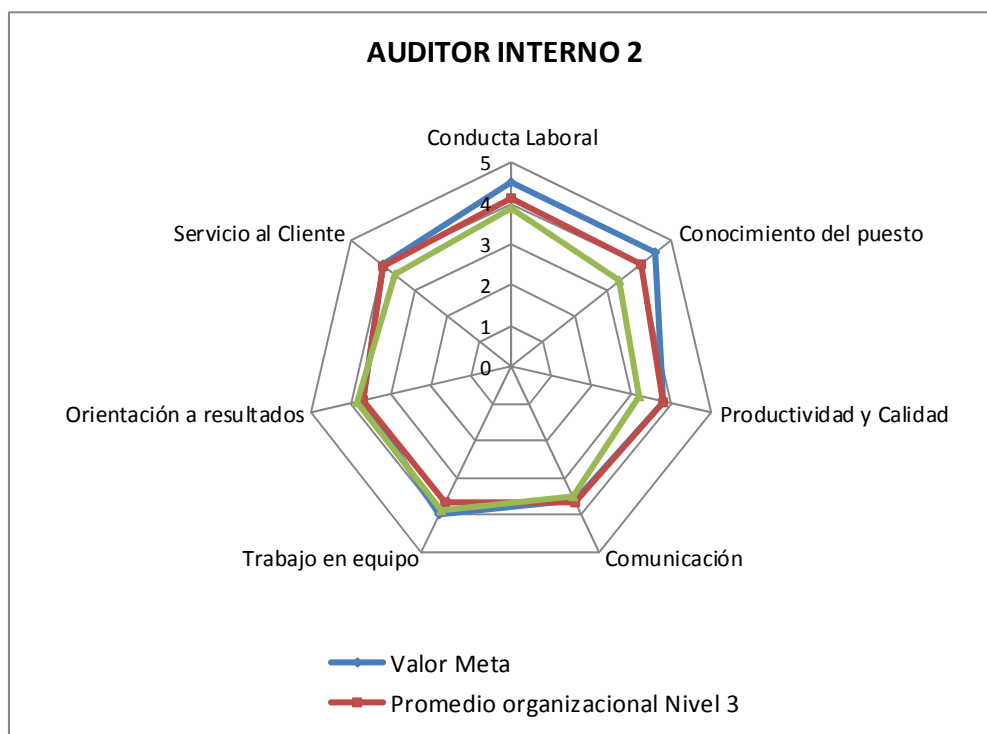 AUDITOR INTERNO 2
Conducta Laboral
5
4
3
2
1
0
Servicio al Cliente
Conocimiento del puesto
Orientación a resultados
Productividad y Calidad
Trabajo en equipo
Comunicación
Valor Meta
Promedio organizacional Nivel 3